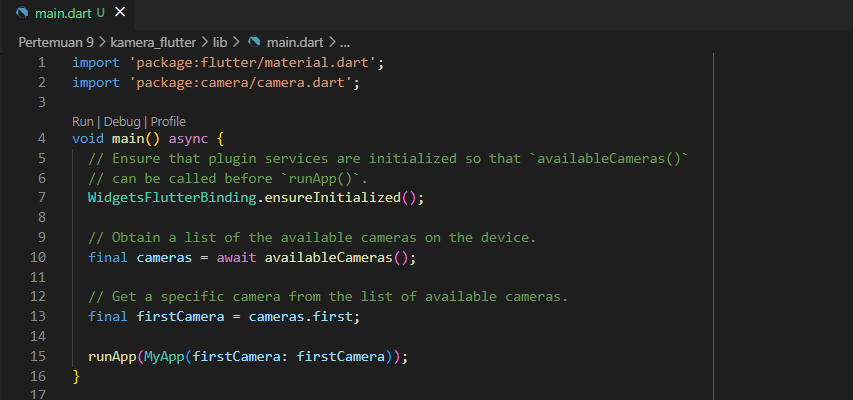 main.dart U
Pertemuan 9 > kamera_flutter > lib > main.dart > ...
1 import 'package:flutter/material.dart';
2 import 'package:camera/camera.dart';
3
Run | Debug | Profile
4 void main() async {
5 // Ensure that plugin services are initialized so that `availableCameras()`
6 // can be called before `runApp()`.
7 WidgetsFlutterBinding.ensureInitialized();
8
9 // Obtain a list of the available cameras on the device.
10 final cameras = await availableCameras();
11
12 // Get a specific camera from the list of available cameras.
13 final firstCamera = cameras.first;
14
15 runApp(MyApp(firstCamera: firstCamera));
16 }
17